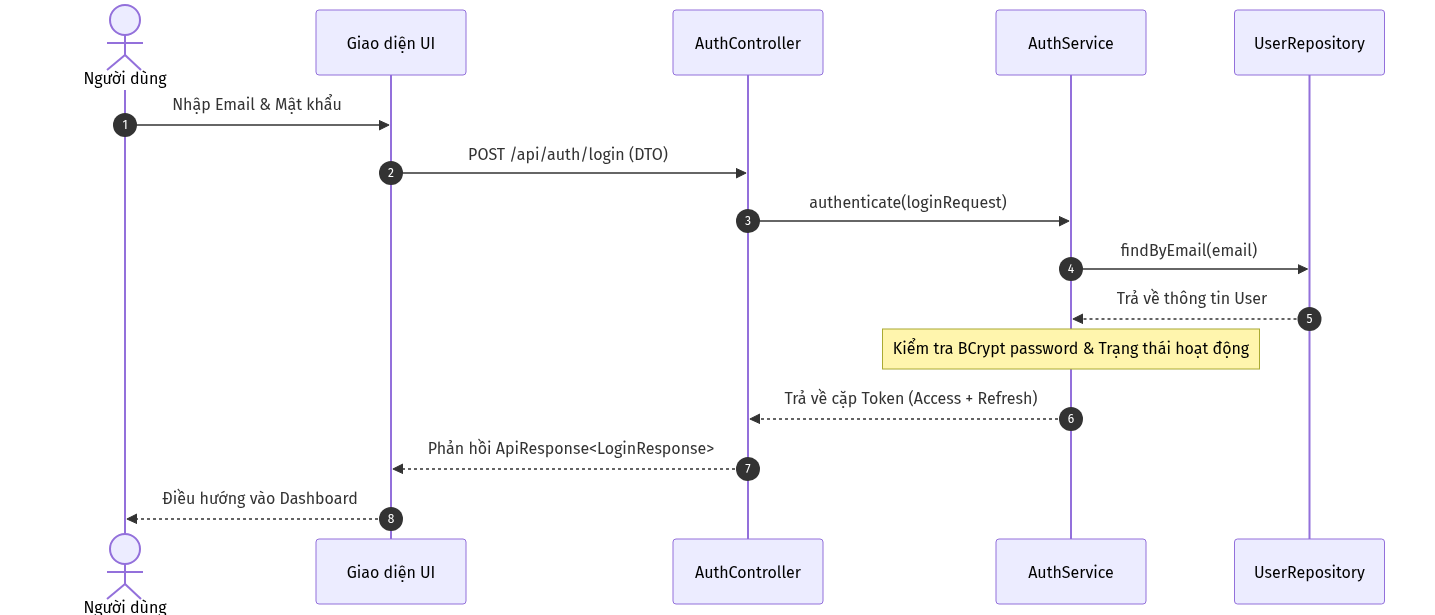 Người dùng
Giao diện UI
AuthController
AuthService
UserRepository
Nhập Email & Mật khẩu
1
POST /api/auth/login (DTO)
2
authenticate(loginRequest)
3
findByEmail(email)
4
Trả về thông tin User
5
Kiểm tra BCrypt password & Trạng thái hoạt động
Trả về cặp Token (Access + Refresh)
6
Phản hồi ApiResponse<LoginResponse>
7
Điều hướng vào Dashboard
8
Người dùng
Giao diện UI
AuthController
AuthService
UserRepository